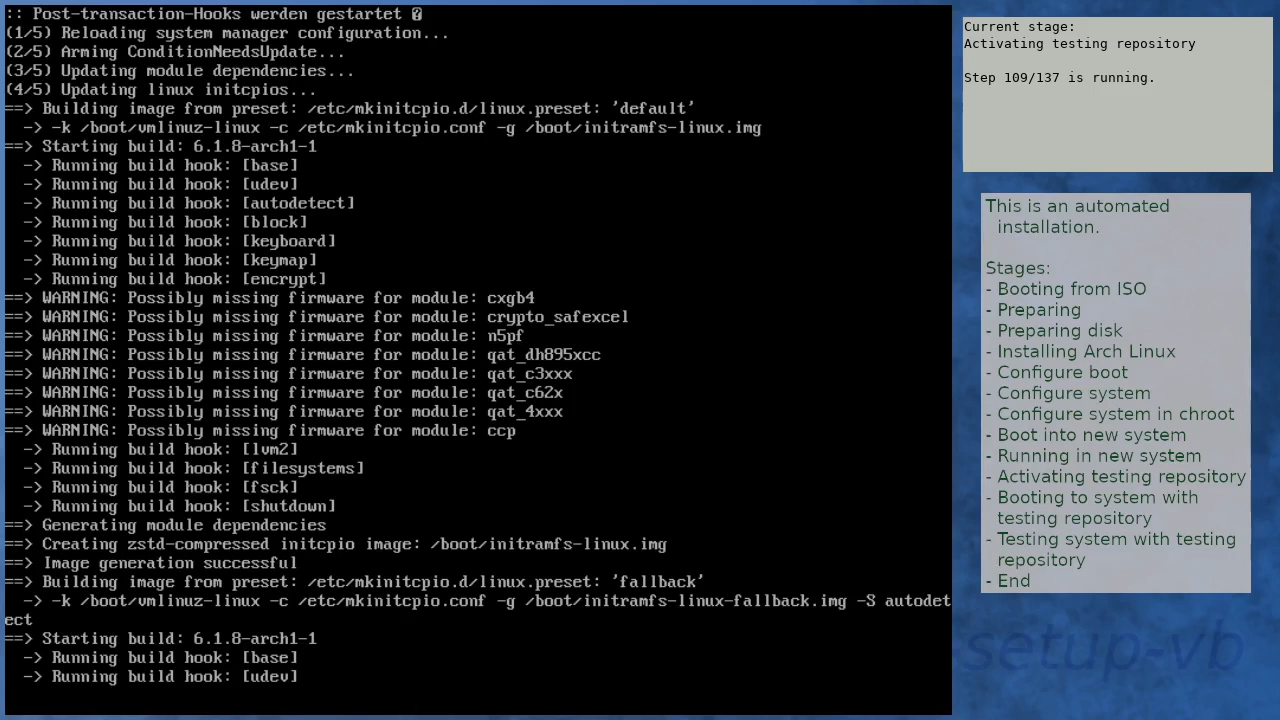 :: Post-transaction-Hooks werden gestartet �
(1/5) Reloading system manager configuration...
(2/5) Arming ConditionNeedsUpdate...
(3/5) Updating module dependencies...
(4/5) Updating linux initcpios...
==> Building image from preset: /etc/mkinitcpio.d/linux.preset: 'default'
  -> -k /boot/vmlinuz-linux -c /etc/mkinitcpio.conf -g /boot/initramfs-linux.img
==> Starting build: 6.1.8-arch1-1
  -> Running build hook: [base]
  -> Running build hook: [udev]
  -> Running build hook: [autodetect]
  -> Running build hook: [block]
  -> Running build hook: [keyboard]
  -> Running build hook: [keymap]
  -> Running build hook: [encrypt]
==> WARNING: Possibly missing firmware for module: cxgb4
==> WARNING: Possibly missing firmware for module: crypto_safexcel
==> WARNING: Possibly missing firmware for module: n5pf
==> WARNING: Possibly missing firmware for module: qat_dh895xcc
==> WARNING: Possibly missing firmware for module: qat_c3xxx
==> WARNING: Possibly missing firmware for module: qat_c62x
==> WARNING: Possibly missing firmware for module: qat_4xxx
==> WARNING: Possibly missing firmware for module: ccp
  -> Running build hook: [lvm2]
  -> Running build hook: [filesystems]
  -> Running build hook: [fsck]
  -> Running build hook: [shutdown]
==> Generating module dependencies
==> Creating zstd-compressed initcpio image: /boot/initramfs-linux.img
==> Image generation successful
==> Building image from preset: /etc/mkinitcpio.d/linux.preset: 'fallback'
  -> -k /boot/vmlinuz-linux -c /etc/mkinitcpio.conf -g /boot/initramfs-linux-fallback.img -S autodet
ect
==> Starting build: 6.1.8-arch1-1
  -> Running build hook: [base]
  -> Running build hook: [udev]
Current stage:
Activating testing repository
Step 109/137 is running.
This is an automated
installation.
Stages:
- Booting from ISO
- Preparing
- Preparing disk
- Installing Arch Linux
- Configure boot
- Configure system
- Configure system in chroot
- Boot into new system
- Running in new system
- Activating testing repository
- Booting to system with
testing repository
- Testing system with testing
repository
- End
setup-vb